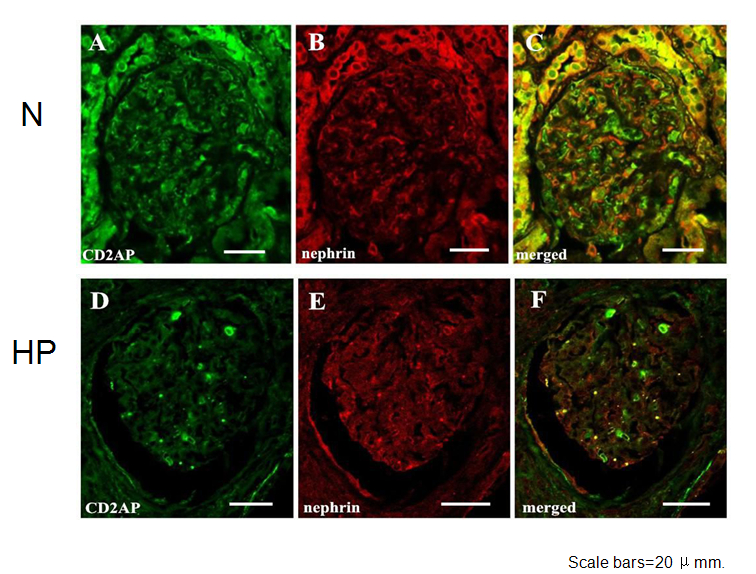 N
A
B
C
CD2AP
nephrin
merged
HP
D
E
F
CD2AP
nephrin
merged
Scale bars=20 μ mm.